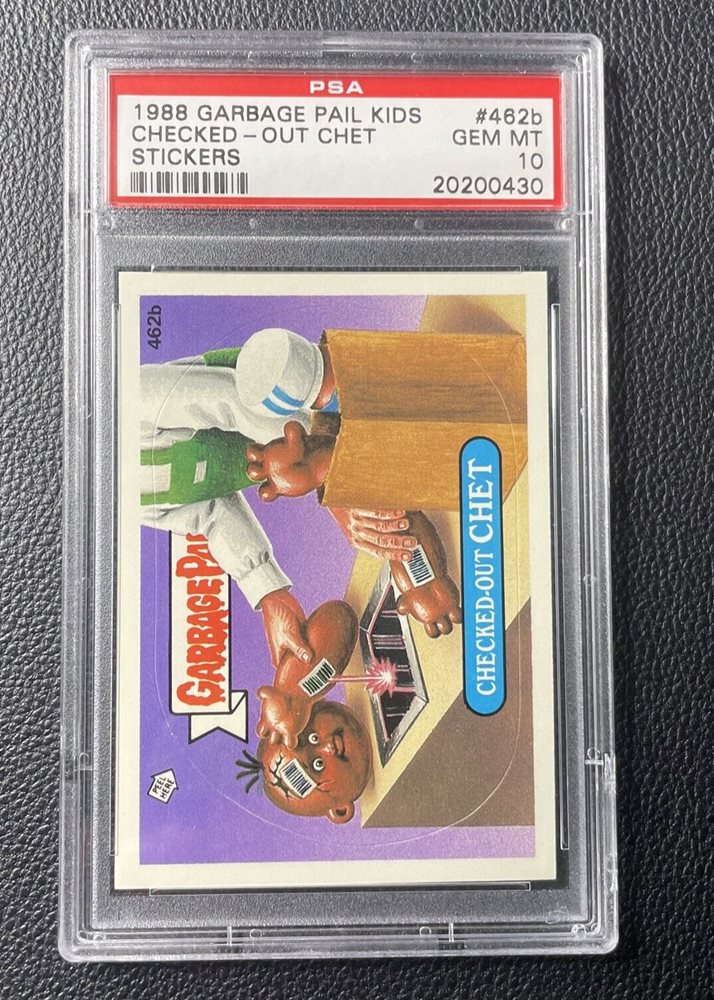 PSA
1988 GARBAGE PAIL KIDS #462b
CHECKED-OUT CHET GEM MT
STICKERS 10
20200430
462b
GARBAGE PAI
PEEL
HERE
CHECKED-OUT CHET